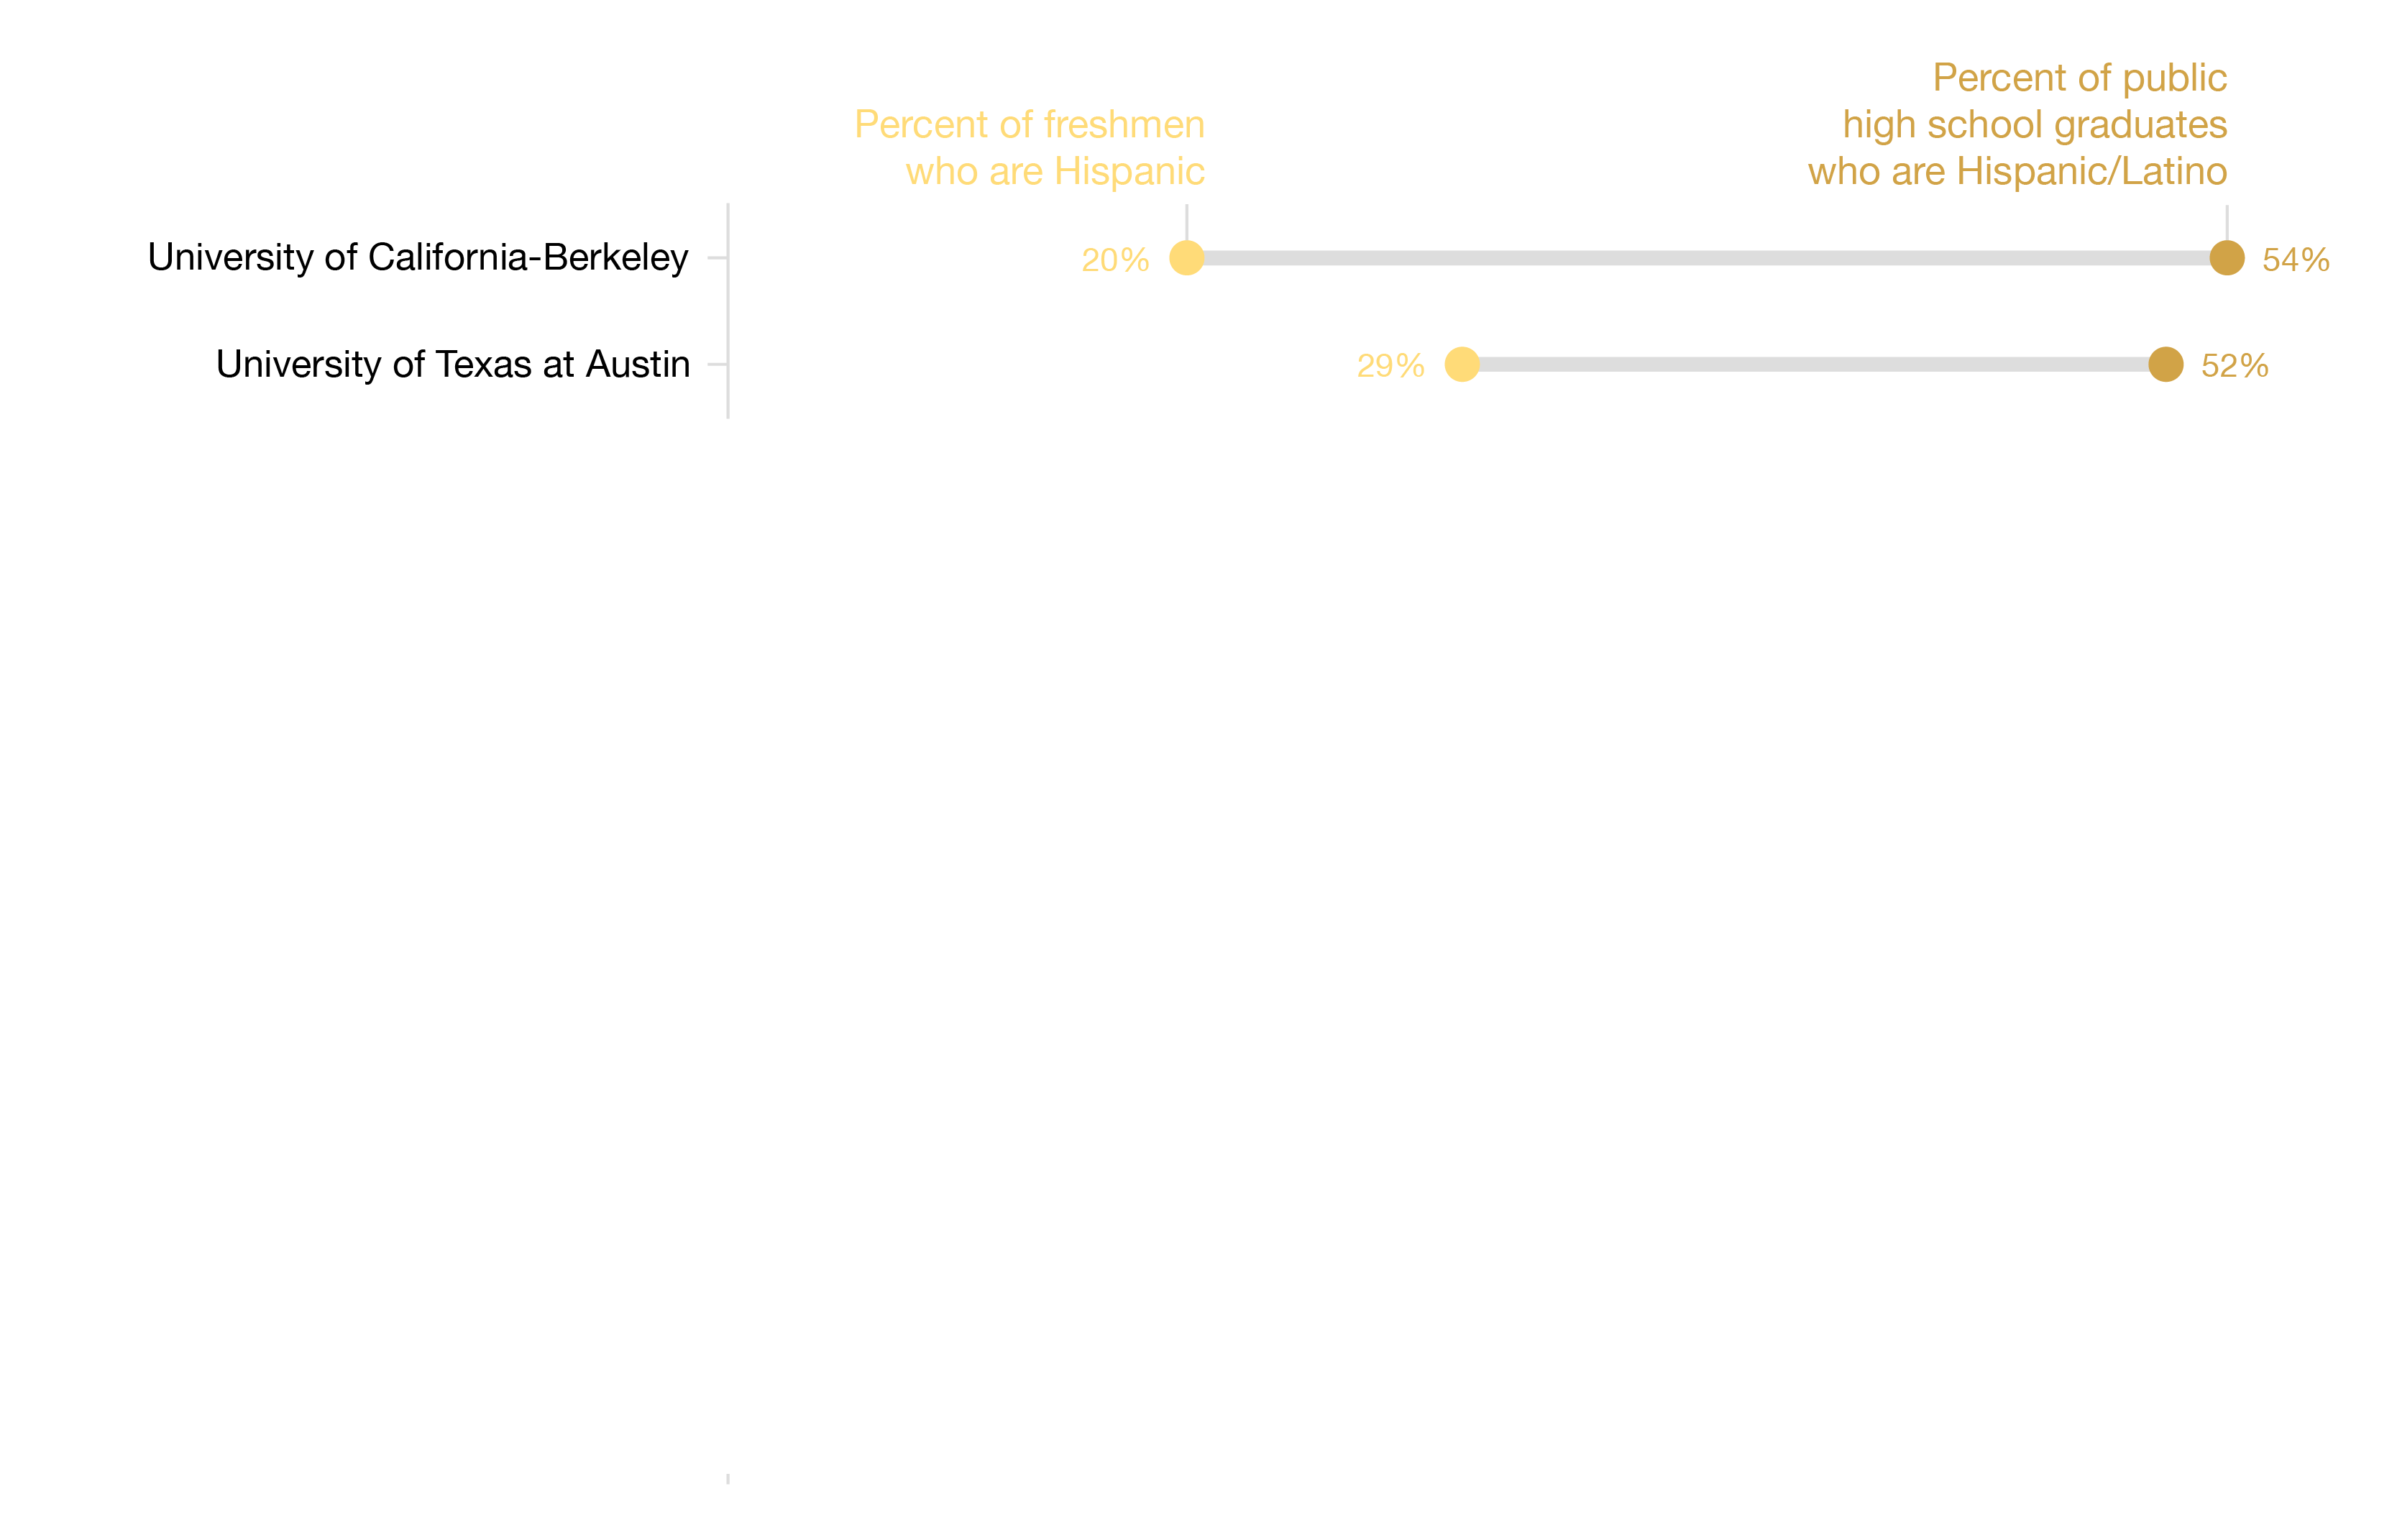 Percent of public
high school graduates
who are Hispanic/Latino
Percent of freshmen
who are Hispanic
University of California-Berkeley
20%
54%
University of Texas at Austin
29%
52%